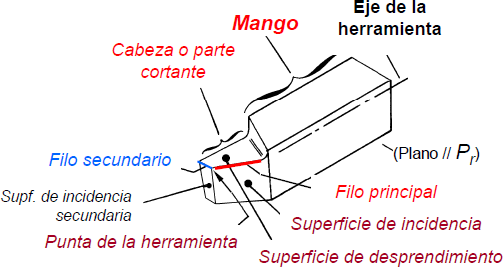 Eje de la
herramienta
Mango
Cabeza o parte
cortante
Filo secundario
(Plano // Pr)
Supf. de incidencia
secundaria
Filo principal
Superficie de incidencia
Punta de la herramienta
Superficie de desprendimiento